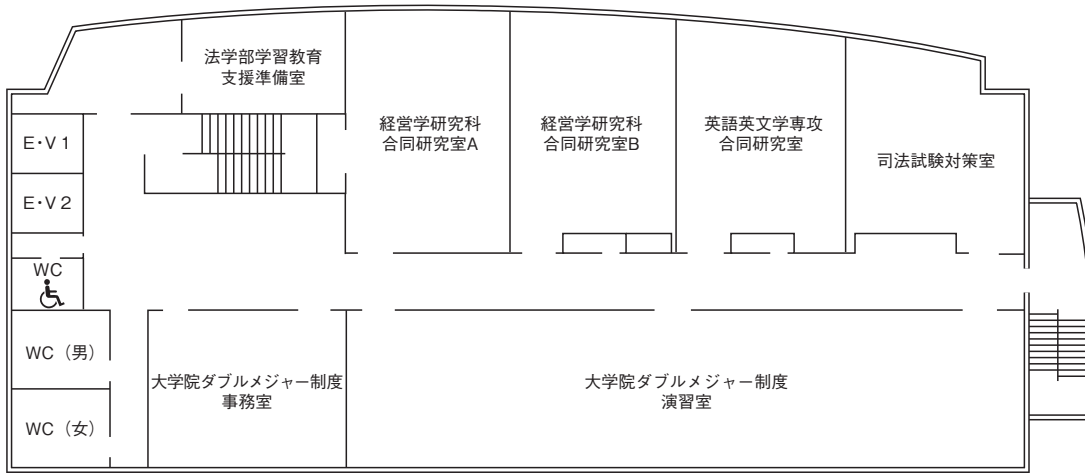 法学部学習教育
支援準備室
経営学研究科
合同研究室A
経営学研究科
合同研究室B
英語英文学専攻
合同研究室
司法試験対策室
E・V 1
E・V 2
WC
WC（男）
WC（女）
大学院ダブルメジャー制度
事務室
大学院ダブルメジャー制度
演習室